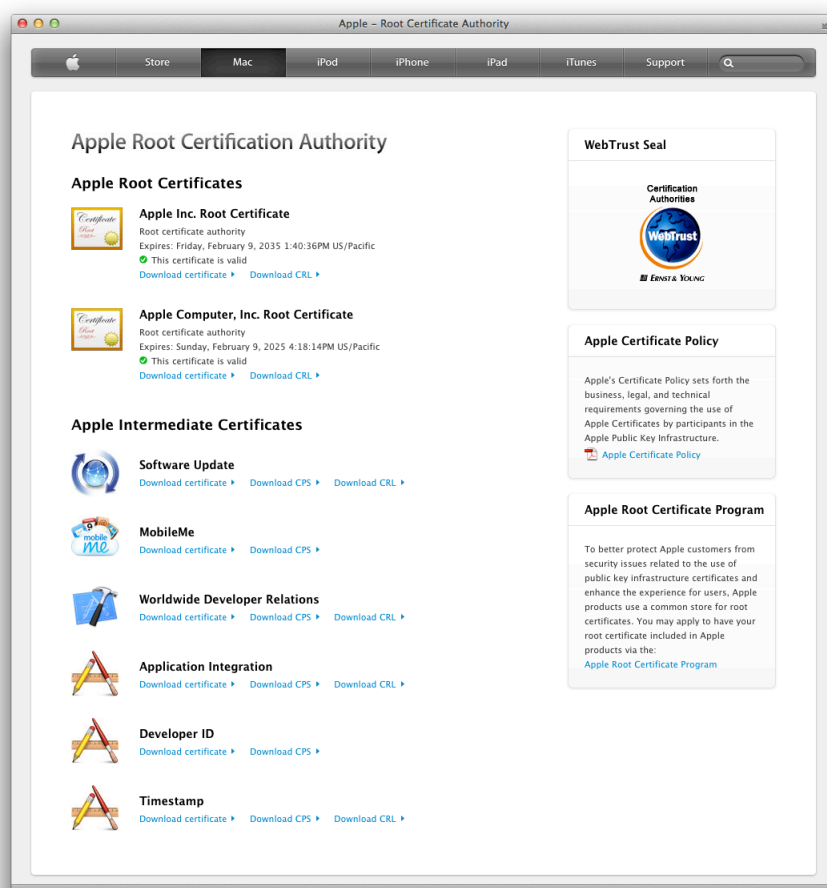 Apple – Root Certificate Authority
Store Mac iPod iPhone iPad iTunes Support
Apple Root Certification Authority
Apple Root Certificates
Certificate
Root
Apple Inc. Root Certificate
Root certificate authority
Expires: Friday, February 9, 2035 1:40:36PM US/Pacific
This certificate is valid
Download certificate Download CRL
Certificate
Root
Apple Computer, Inc. Root Certificate
Root certificate authority
Expires: Sunday, February 9, 2025 4:18:14PM US/Pacific
This certificate is valid
Download certificate Download CRL
Apple Intermediate Certificates
Software Update
Download certificate Download CPS Download CRL
mobile
me
MobileMe
Download certificate Download CPS
Worldwide Developer Relations
Download certificate Download CPS Download CRL
Application Integration
Download certificate Download CPS Download CRL
Developer ID
Download certificate Download CPS
Timestamp
Download certificate Download CPS Download CRL
WebTrust Seal
Certification
Authorities
WebTrust
ERNST & YOUNG
Apple Certificate Policy
Apple's Certificate Policy sets forth the
business, legal, and technical
requirements governing the use of
Apple Certificates by participants in the
Apple Public Key Infrastructure.
Apple Certificate Policy
Apple Root Certificate Program
To better protect Apple customers from
security issues related to the use of
public key infrastructure certificates and
enhance the experience for users, Apple
products use a common store for root
certificates. You may apply to have your
root certificate included in Apple
products via the:
Apple Root Certificate Program